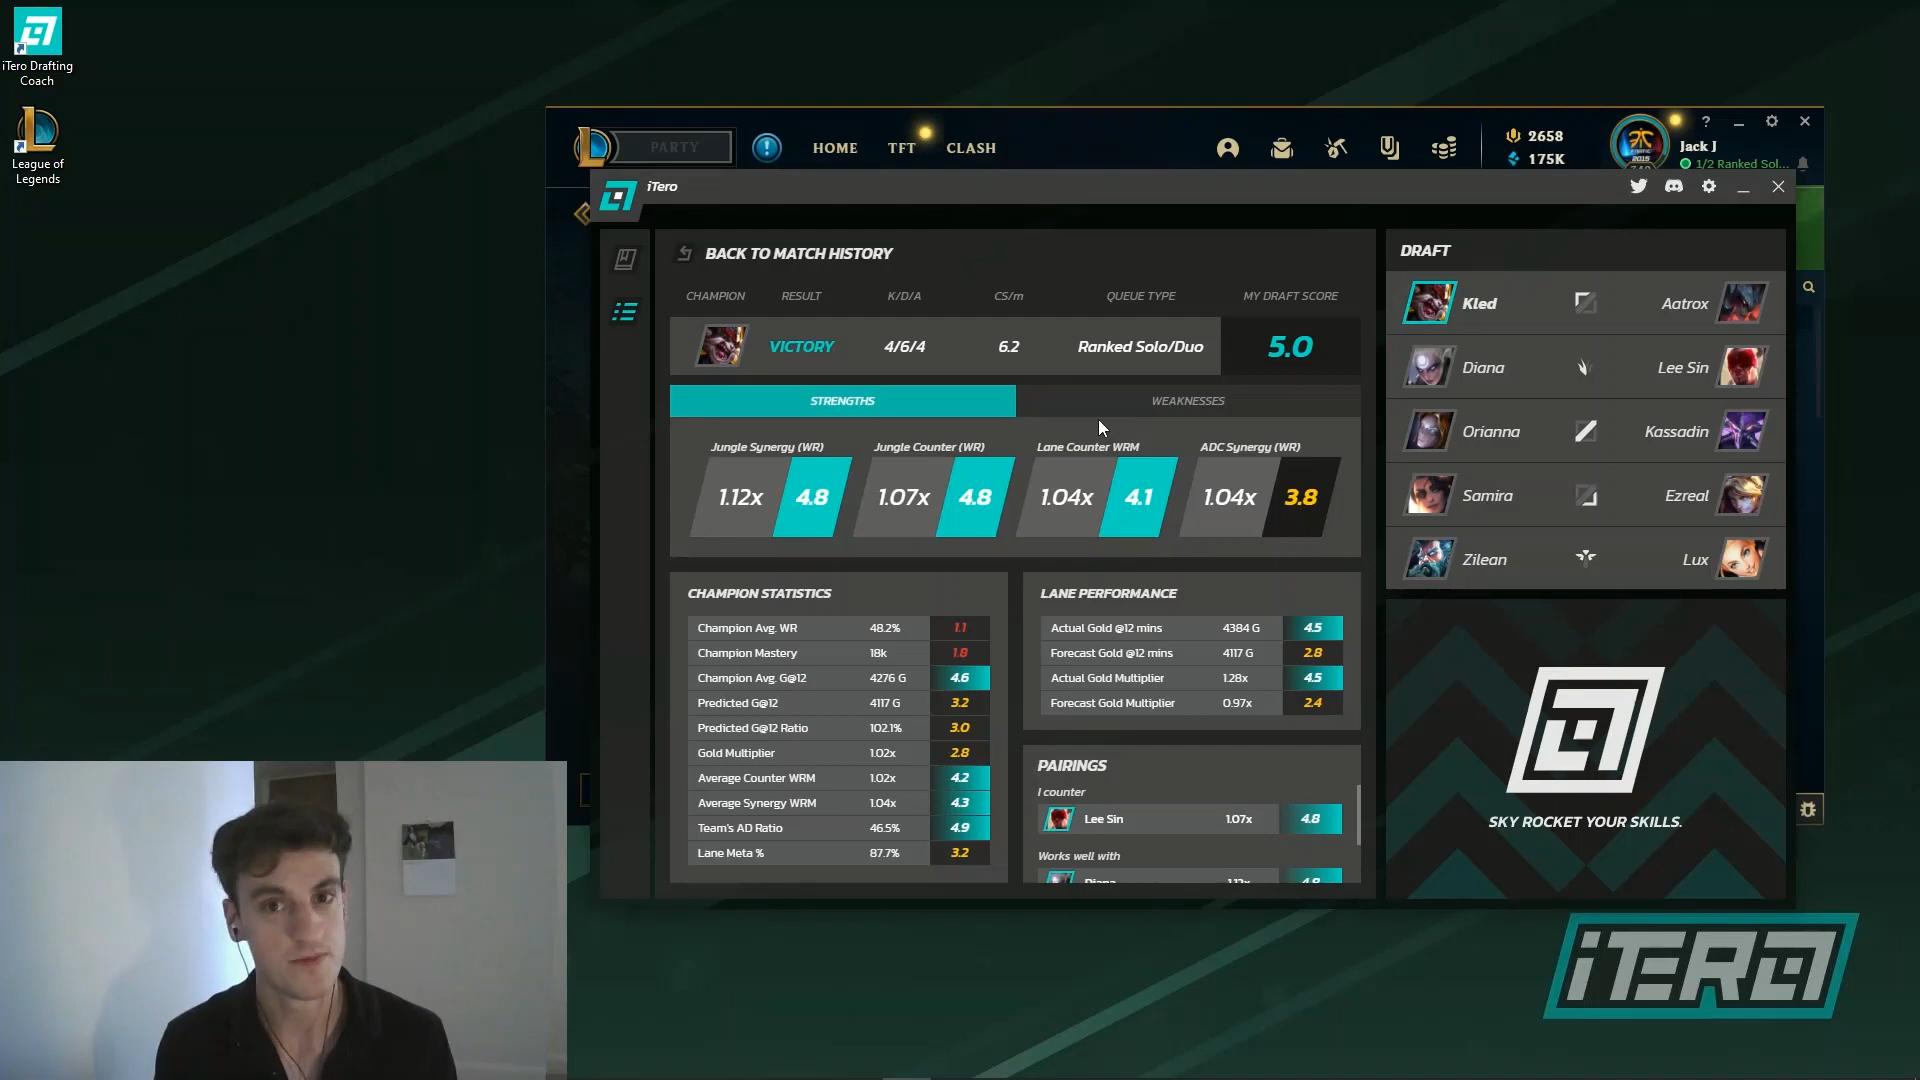 iTero Drafting
Coach
League of
Legends
PARTY
HOME
TFT
CLASH
2658
175K
Jack J
1/2 Ranked Sol...
iTero
BACK TO MATCH HISTORY
CHAMPION RESULT K/D/A CS/m QUEUE TYPE MY DRAFT SCORE
VICTORY 4/6/4 6.2 Ranked Solo/Duo 5.0
STRENGTHS WEAKNESSES
Jungle Synergy (WR) Jungle Counter (WR) Lane Counter WRM ADC Synergy (WR)
1.12x 4.8 1.07x 4.8 1.04x 4.1 1.04x 3.8
CHAMPION STATISTICS
Champion Avg. WR 48.2% 1.1
Champion Mastery 18k 1.8
Champion Avg. G@12 4276 G 4.6
Predicted G@12 4117 G 3.2
Predicted G@12 Ratio 102.1% 3.0
Gold Multiplier 1.02x 2.8
Average Counter WRM 1.02x 4.2
Average Synergy WRM 1.04x 4.3
Team's AD Ratio 46.5% 4.9
Lane Meta % 87.7% 3.2
LANE PERFORMANCE
Actual Gold @12 mins 4384 G 4.5
Forecast Gold @12 mins 4117 G 2.8
Actual Gold Multiplier 1.28x 4.5
Forecast Gold Multiplier 0.97x 2.4
PAIRINGS
I counter
Lee Sin 1.07x 4.8
Works well with
Diana 1.12x 4.8
DRAFT
Kled Aatrox
Diana Lee Sin
Orianna Kassadin
Samira Ezreal
Zilean Lux
SKY ROCKET YOUR SKILLS.
iTERO